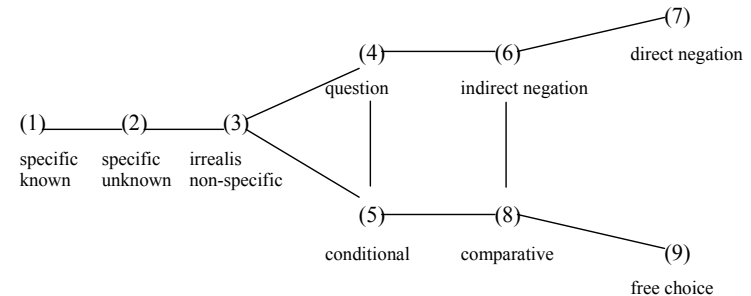 (7)
direct negation
(4) (6)
question indirect negation
(1) (2) (3)
specific specific irrealis
known unknown non-specific
(5) (8)
conditional comparative
(9)
free choice